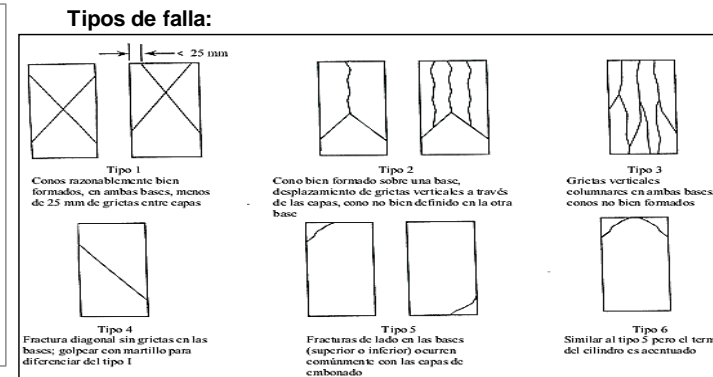 Tipos de falla:
< 25 mm
Tipo 1
Conos razonablemente bien
formados, en ambas bases, menos
de 25 mm de grietas entre capas
Tipo 2
Cono bien formado sobre una base,
desplazamiento de grietas verticales a través
de las capas, cono no bien definido en la otra
base
Tipo 3
Grietas verticales
columnares en ambas bases
conos no bien formados
Tipo 4
Fractura diagonal sin grietas en las
bases; golpear con martillo para
diferenciar del tipo I
Tipo 5
Fracturas de lado en las bases
(superior o inferior) ocurren
comúnmente con las capas de
embonado
Tipo 6
Similar al tipo 5 pero el term
del cilindro es acentuado